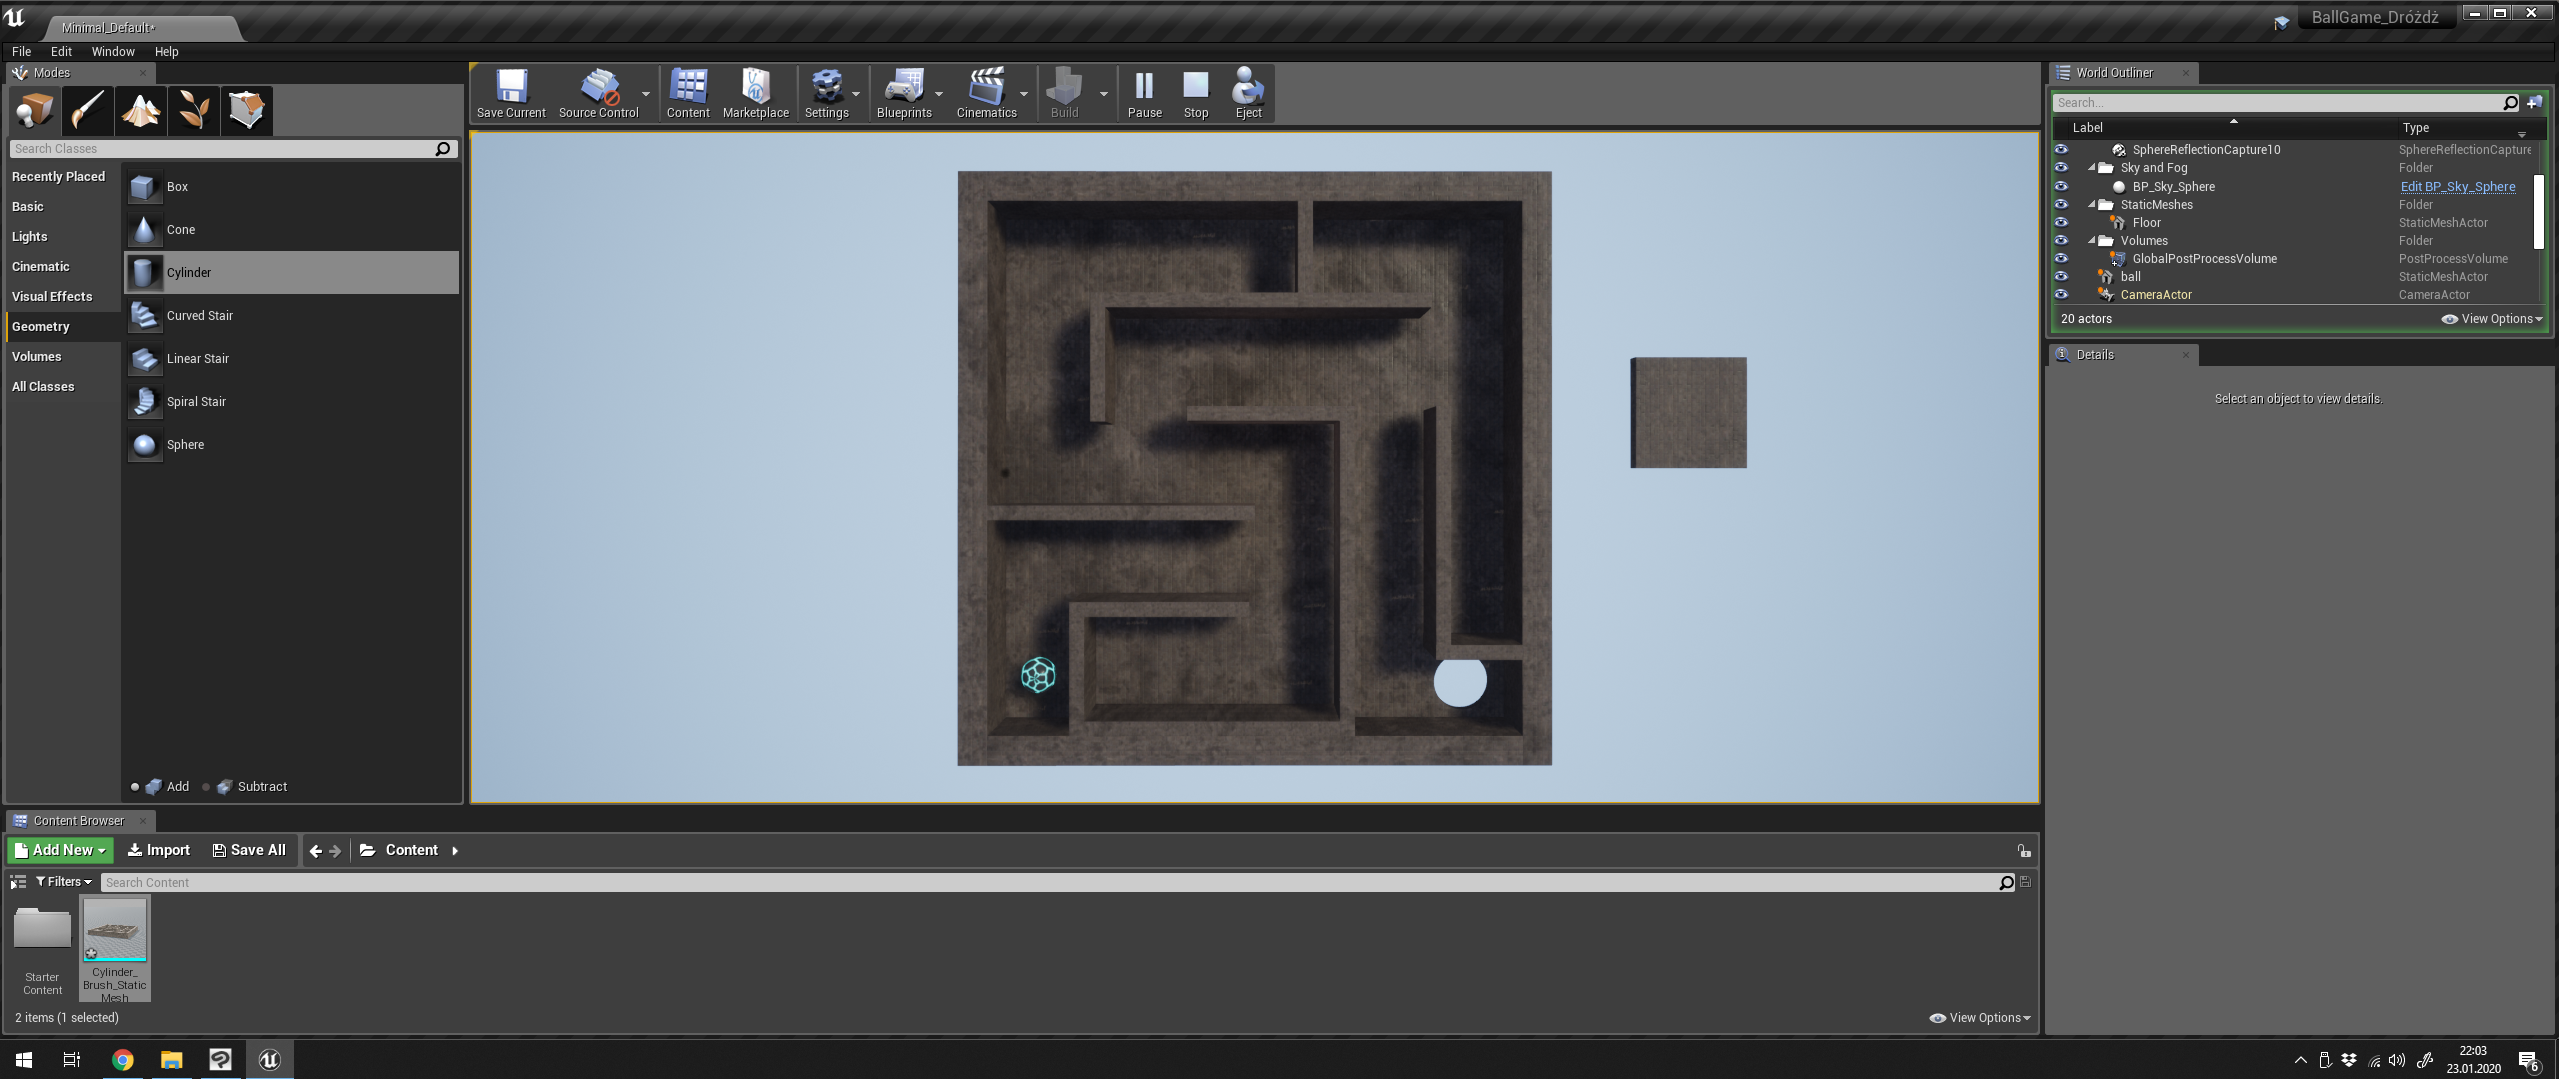 Minimal_Default*
BallGame_Dróżdż
File Edit Window Help
Modes
Search Classes
Recently Placed
Basic
Lights
Cinematic
Visual Effects
Geometry
Volumes
All Classes
Box
Cone
Cylinder
Curved Stair
Linear Stair
Spiral Stair
Sphere
Add Subtract
Save Current Source Control Content Marketplace Settings Blueprints Cinematics Build Pause Stop Eject
World Outliner
Search...
Label Type
SphereReflectionCapture10 SphereReflectionCapture
Sky and Fog Folder
BP_Sky_Sphere Edit BP_Sky_Sphere
StaticMeshes Folder
Floor StaticMeshActor
Volumes Folder
GlobalPostProcessVolume PostProcessVolume
ball StaticMeshActor
CameraActor CameraActor
20 actors View Options
Details
Select an object to view details.
Content Browser
Add New Import Save All Content
Filters Search Content
Starter
Content
Cylinder_
Brush_Static
Mesh
2 items (1 selected) View Options
22:03
23.01.2020
6